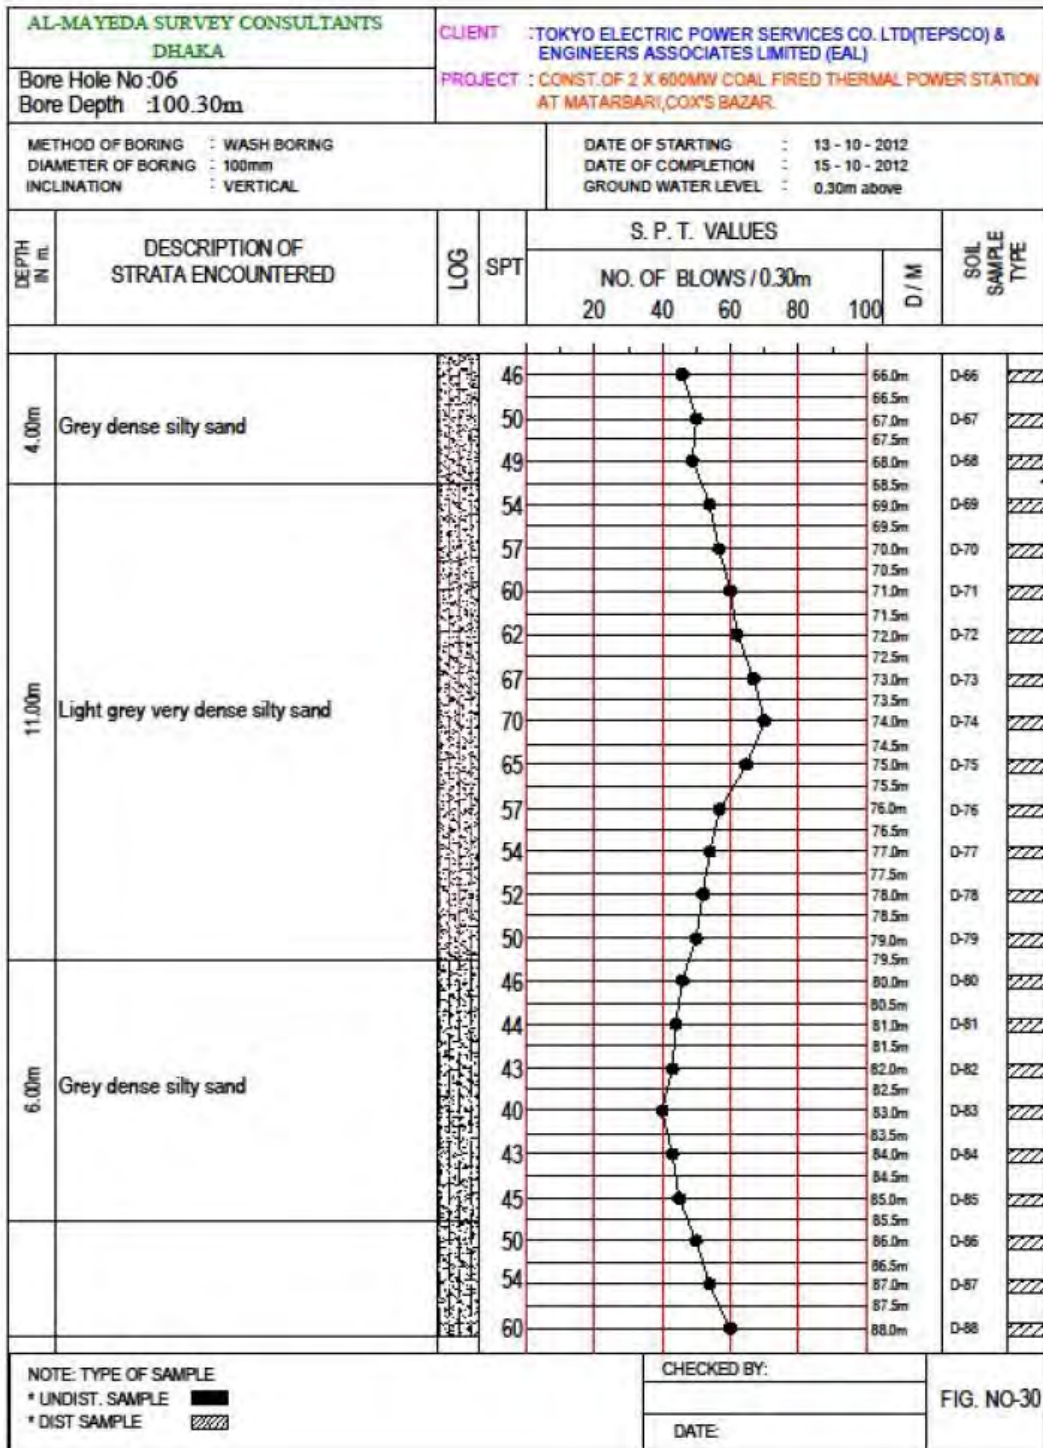 AL-MAYEDA SURVEY CONSULTANTS
DHAKA
Bore Hole No :06
Bore Depth :100.30m
CLIENT :TOKYO ELECTRIC POWER SERVICES CO. LTD(TEPSCO) &
ENGINEERS ASSOCIATES LIMITED (EAL)
PROJECT : CONST.OF 2 X 600MW COAL FIRED THERMAL POWER STATION
AT MATARBARI,COX'S BAZAR.
METHOD OF BORING : WASH BORING
DIAMETER OF BORING : 100mm
INCLINATION : VERTICAL
DATE OF STARTING : 13 - 10 - 2012
DATE OF COMPLETION : 15 - 10 - 2012
GROUND WATER LEVEL : 0.30m above
DEPTH
IN m.
DESCRIPTION OF
STRATA ENCOUNTERED
LOG
SPT
S. P. T. VALUES
NO. OF BLOWS / 0.30m
20 40 60 80 100
D / M
SOIL
SAMPLE
TYPE
46 66.0m D-66
66.5m
50 67.0m D-67
4.00m Grey dense silty sand
67.5m
49 68.0m D-68
68.5m
54 69.0m D-69
69.5m
57 70.0m D-70
70.5m
60 71.0m D-71
71.5m
62 72.0m D-72
72.5m
67 73.0m D-73
73.5m
11.00m Light grey very dense silty sand
70 74.0m D-74
74.5m
65 75.0m D-75
75.5m
57 76.0m D-76
76.5m
54 77.0m D-77
77.5m
52 78.0m D-78
78.5m
50 79.0m D-79
79.5m
46 80.0m D-80
80.5m
44 81.0m D-81
81.5m
43 82.0m D-82
6.00m Grey dense silty sand
82.5m
40 83.0m D-83
83.5m
43 84.0m D-84
84.5m
45 85.0m D-85
85.5m
50 86.0m D-86
86.5m
54 87.0m D-87
87.5m
60 88.0m D-88
NOTE: TYPE OF SAMPLE
* UNDIST. SAMPLE
* DIST SAMPLE
CHECKED BY:
DATE:
FIG. NO-30